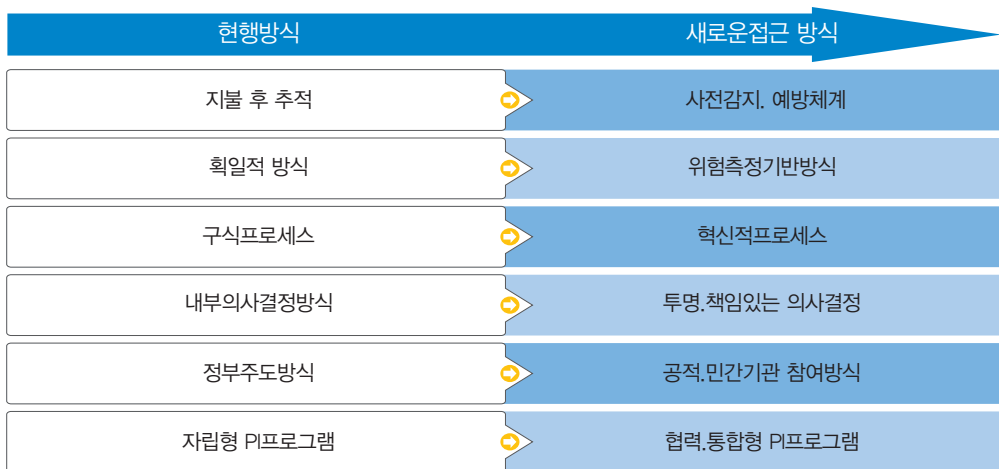 현행방식 새로운접근 방식
지불 후 추적 사전감지. 예방체계
획일적 방식 위험측정기반방식
구식프로세스 혁신적프로세스
내부의사결정방식 투명.책임있는 의사결정
정부주도방식 공적.민간기관 참여방식
자립형 PI프로그램 협력.통합형 PI프로그램